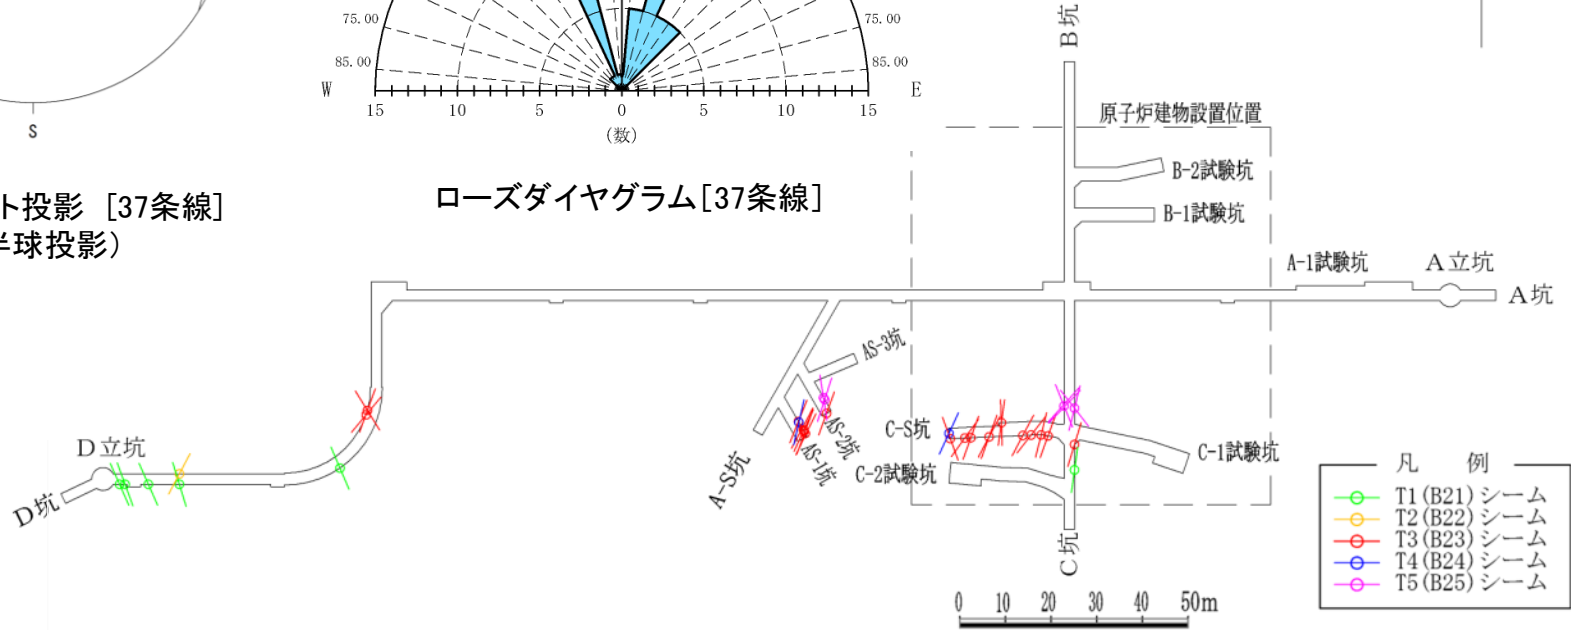 S
75.00
75.00
85.00
85.00
W
E
15
10
5
0
5
10
15
(数)
ト投影 [37条線]
半球投影)
ローズダイヤグラム[37条線]
B坑
原子炉建物設置位置
B-2試験坑
B-1試験坑
A-1試験坑
A立坑
A坑
AS-3坑
AS-2坑
AS-1坑
A-S坑
C-S坑
C-2試験坑
C-1試験坑
C坑
D立坑
D坑
凡 例
T1(B21)シーム
T2(B22)シーム
T3(B23)シーム
T4(B24)シーム
T5(B25)シーム
0 10 20 30 40 50m